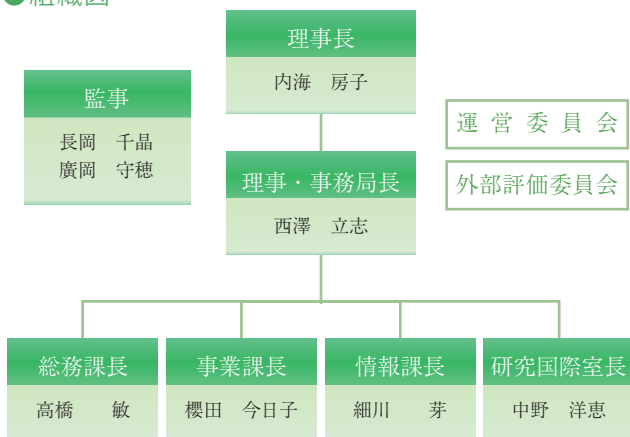 ●組織図
理事長
内海　房子
監事
長岡　千晶
廣岡　守穂
運 営 委 員 会
外部評価委員会
理事・事務局長
西澤　立志
総務課長
高橋　　敏
事業課長
櫻田　今日子
情報課長
細川　　芽
研究国際室長
中野　洋恵